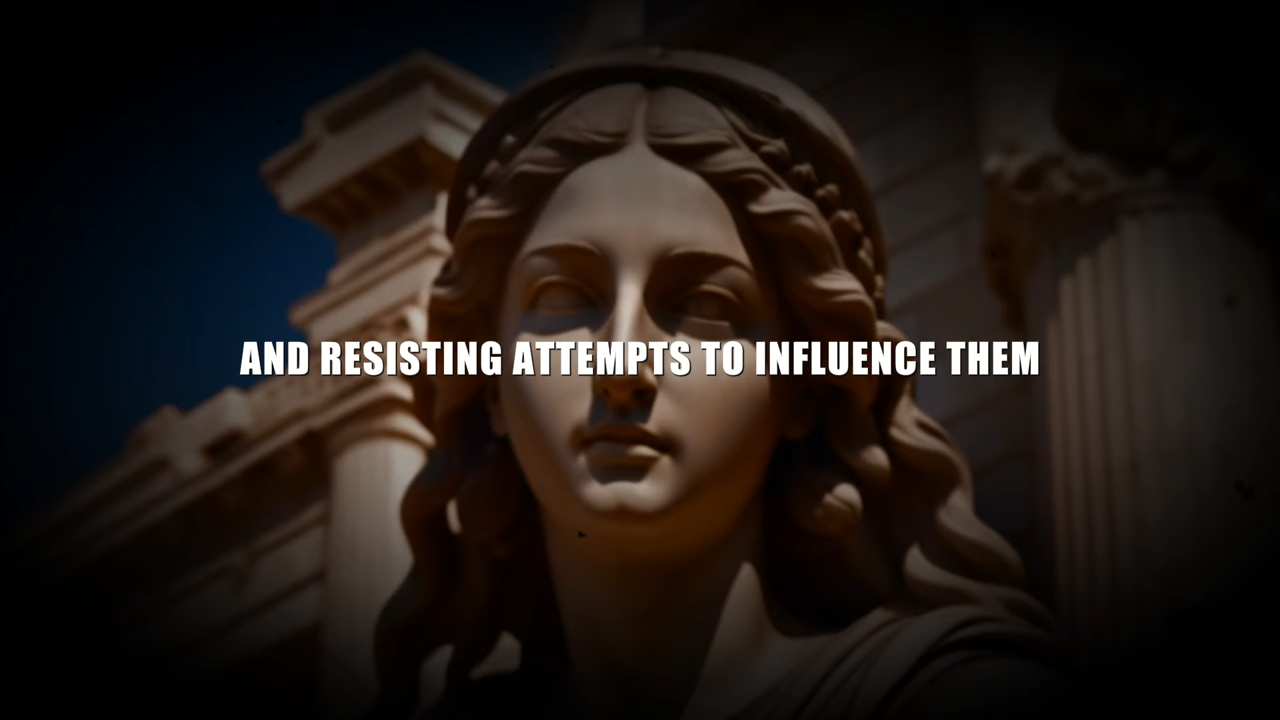 AND RESISTING ATTEMPTS TO INFLUENCE THEM